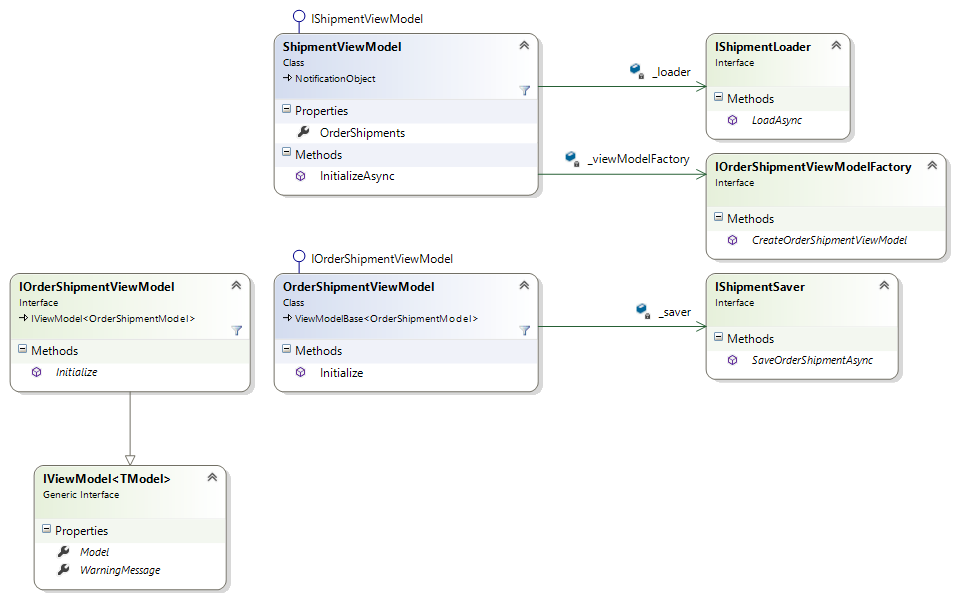 IShipmentViewModel
ShipmentViewModel
Class
NotificationObject
Properties
OrderShipments
Methods
InitializeAsync
_loader
IShipmentLoader
Interface
Methods
LoadAsync
_viewModelFactory
IOrderShipmentViewModelFactory
Interface
Methods
CreateOrderShipmentViewModel
IOrderShipmentViewModel
Interface
IViewModel<OrderShipmentModel>
Methods
Initialize
IOrderShipmentViewModel
OrderShipmentViewModel
Class
ViewModelBase<OrderShipmentModel>
Methods
Initialize
_saver
IShipmentSaver
Interface
Methods
SaveOrderShipmentAsync
IViewModel<TModel>
Generic Interface
Properties
Model
WarningMessage